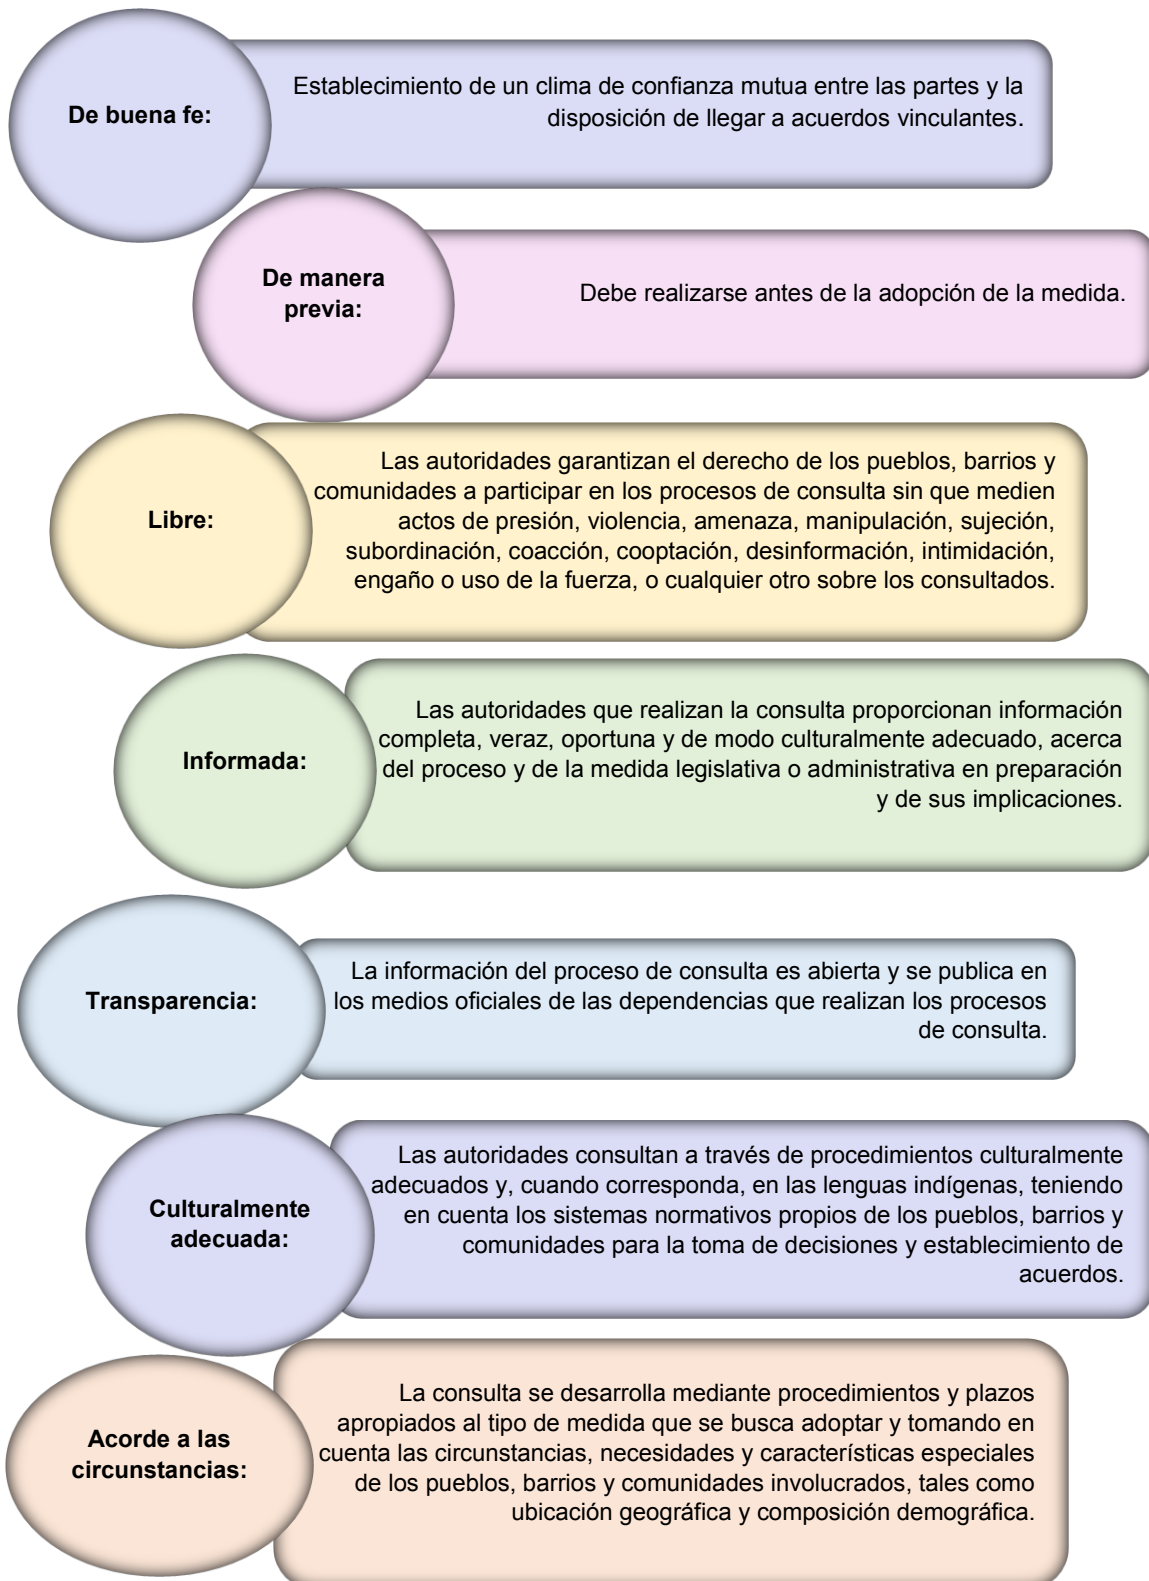 De buena fe:
Establecimiento de un clima de confianza mutua entre las partes y la
disposición de llegar a acuerdos vinculantes.
De manera
previa:
Debe realizarse antes de la adopción de la medida.
Libre:
Las autoridades garantizan el derecho de los pueblos, barrios y
comunidades a participar en los procesos de consulta sin que medien
actos de presión, violencia, amenaza, manipulación, sujeción,
subordinación, coacción, cooptación, desinformación, intimidación,
engaño o uso de la fuerza, o cualquier otro sobre los consultados.
Informada:
Las autoridades que realizan la consulta proporcionan información
completa, veraz, oportuna y de modo culturalmente adecuado, acerca
del proceso y de la medida legislativa o administrativa en preparación
y de sus implicaciones.
Transparencia:
La información del proceso de consulta es abierta y se publica en
los medios oficiales de las dependencias que realizan los procesos
de consulta.
Culturalmente
adecuada:
Las autoridades consultan a través de procedimientos culturalmente
adecuados y, cuando corresponda, en las lenguas indígenas, teniendo
en cuenta los sistemas normativos propios de los pueblos, barrios y
comunidades para la toma de decisiones y establecimiento de
acuerdos.
Acorde a las
circunstancias:
La consulta se desarrolla mediante procedimientos y plazos
apropiados al tipo de medida que se busca adoptar y tomando en
cuenta las circunstancias, necesidades y características especiales
de los pueblos, barrios y comunidades involucrados, tales como
ubicación geográfica y composición demográfica.